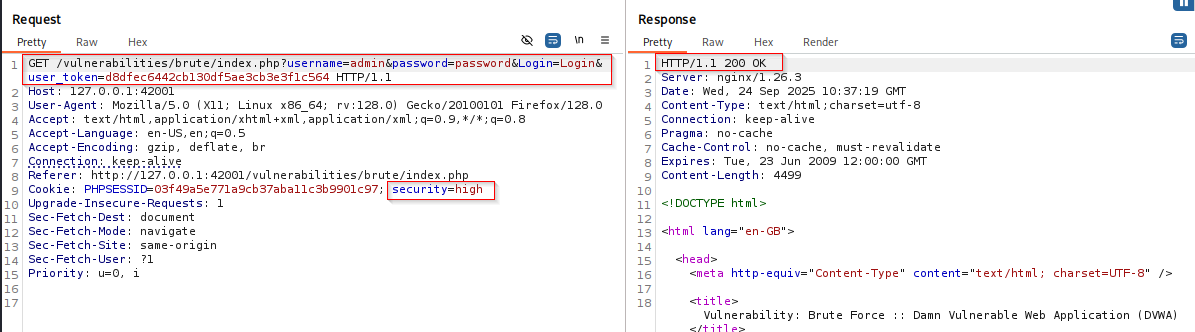 Request
Pretty Raw Hex
\n
1 GET /vulnerabilities/brute/index.php?username=admin&password=password&Login=Login&
user_token=d8dfec6442cb130df5ae3cb3e3f1c564 HTTP/1.1
2 Host: 127.0.0.1:42001
3 User-Agent: Mozilla/5.0 (X11; Linux x86_64; rv:128.0) Gecko/20100101 Firefox/128.0
4 Accept: text/html,application/xhtml+xml,application/xml;q=0.9,*/*;q=0.8
5 Accept-Language: en-US,en;q=0.5
6 Accept-Encoding: gzip, deflate, br
7 Connection: keep-alive
8 Referer: http://127.0.0.1:42001/vulnerabilities/brute/index.php
9 Cookie: PHPSESSID=03f49a5e771a9cb37aba11c3b9901c97; security=high
10 Upgrade-Insecure-Requests: 1
11 Sec-Fetch-Dest: document
12 Sec-Fetch-Mode: navigate
13 Sec-Fetch-Site: same-origin
14 Sec-Fetch-User: ?1
15 Priority: u=0, i
16
17
Response
Pretty Raw Hex Render
1 HTTP/1.1 200 OK
2 Server: nginx/1.26.3
3 Date: Wed, 24 Sep 2025 10:37:19 GMT
4 Content-Type: text/html;charset=utf-8
5 Connection: keep-alive
6 Pragma: no-cache
7 Cache-Control: no-cache, must-revalidate
8 Expires: Tue, 23 Jun 2009 12:00:00 GMT
9 Content-Length: 4499
10
11 <!DOCTYPE html>
12
13 <html lang="en-GB">
14
15 <head>
16 <meta http-equiv="Content-Type" content="text/html; charset=UTF-8" />
17
18 <title>
Vulnerability: Brute Force :: Damn Vulnerable Web Application (DVWA)
</title>